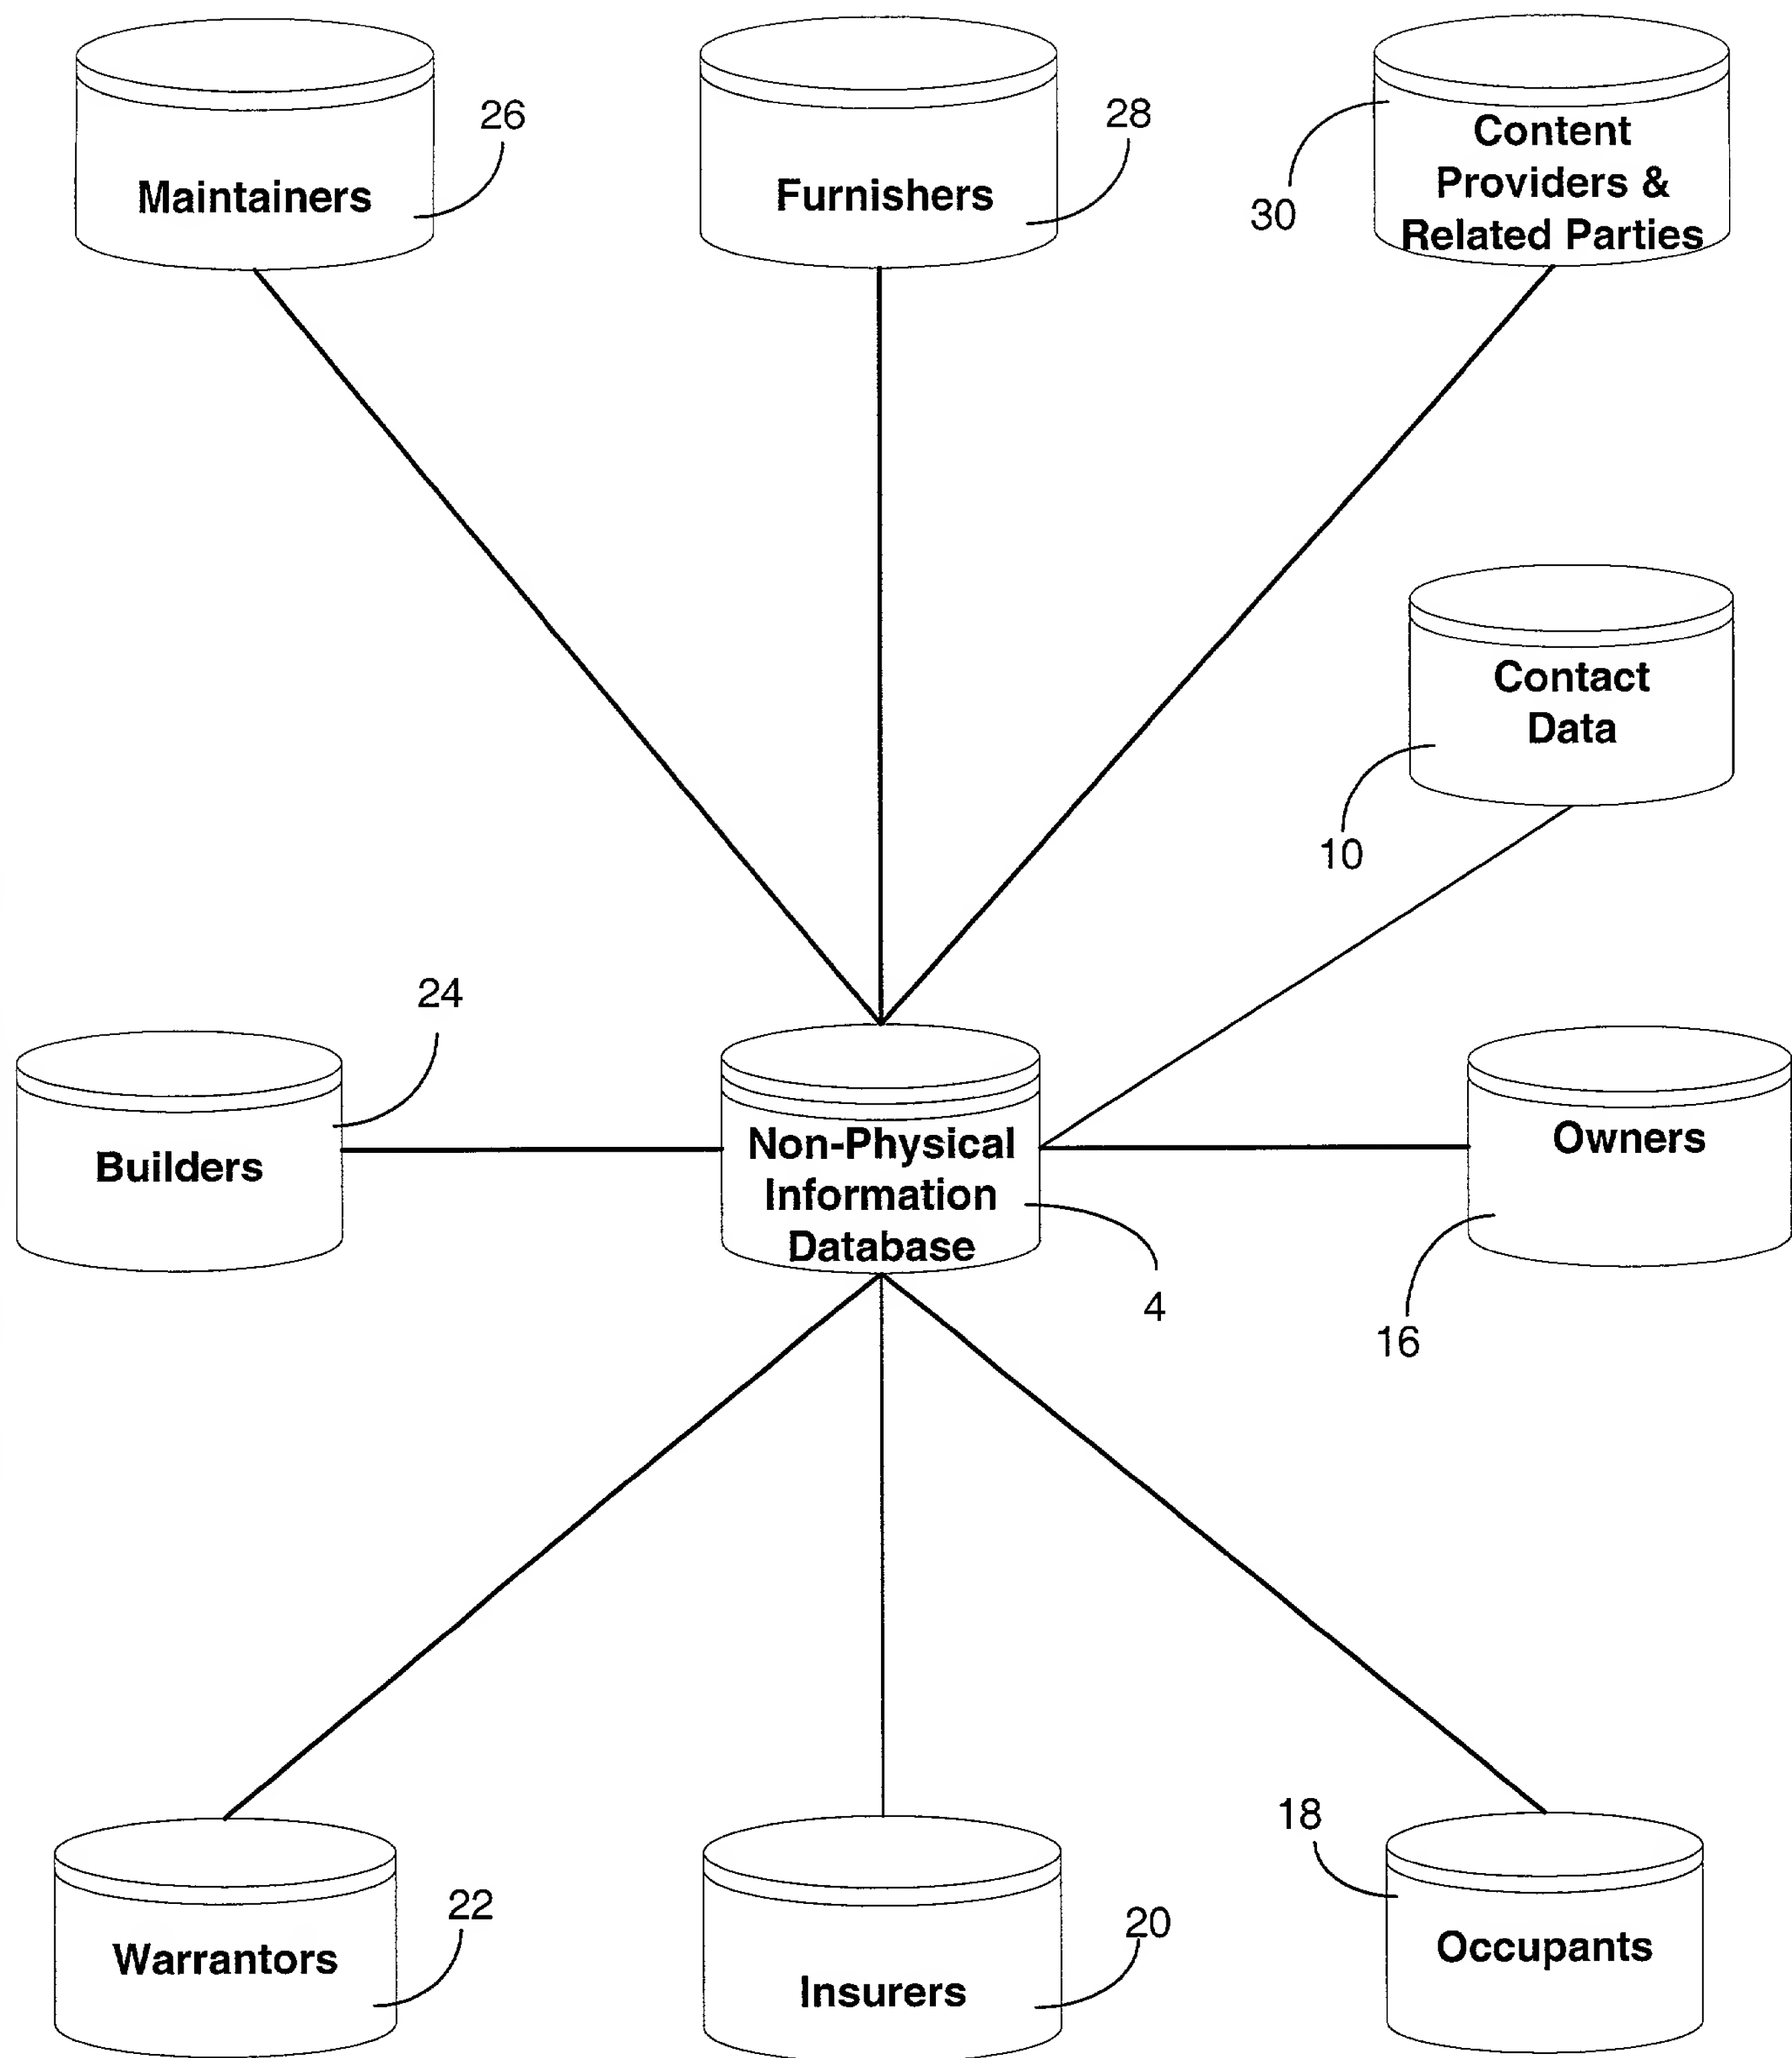 26
Maintainers
28
Furnishers
30
Content
Providers &
Related Parties
Contact
Data
10
24
Builders
Non-Physical
Information
Database
4
Owners
16
22
Warrantors
20
Insurers
18
Occupants